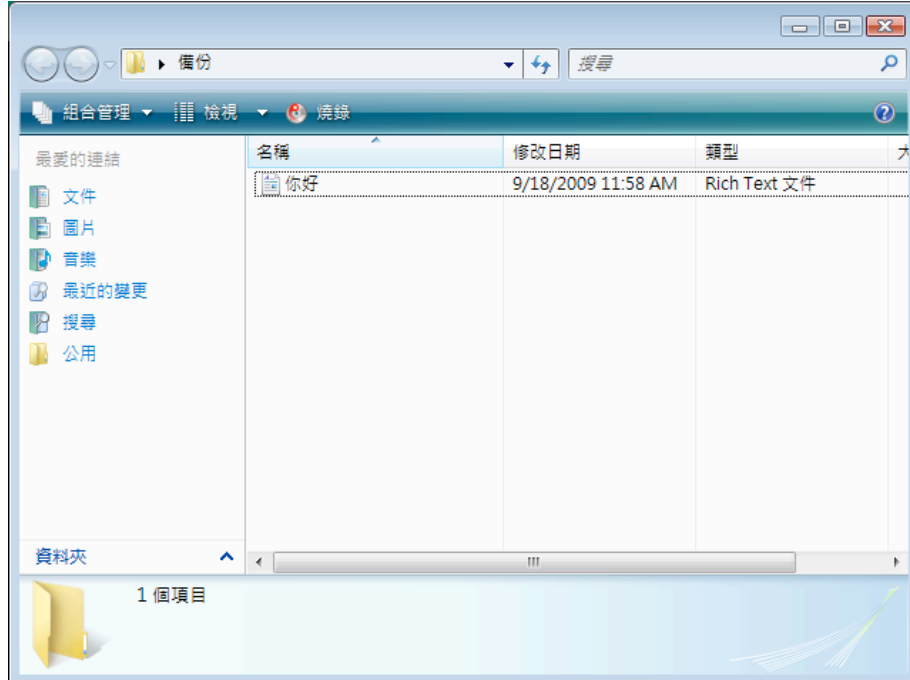 備份
搜尋
組合管理 檢視 燒錄
最愛的連結
文件
圖片
音樂
最近的變更
搜尋
公用
資料夾
名稱 修改日期 類型
你好 9/18/2009 11:58 AM Rich Text 文件
1 個項目